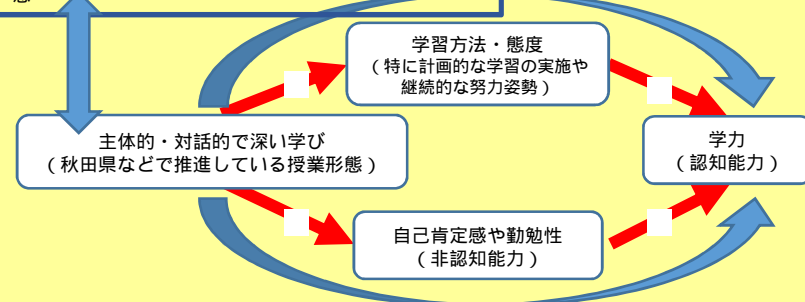 学習方法・態度
（特に計画的な学習の実施や
継続的な努力姿勢）
主体的・対話的で深い学び
（秋田県などで推進している授業形態）
学力
（認知能力）
自己肯定感や勤勉性
（非認知能力）